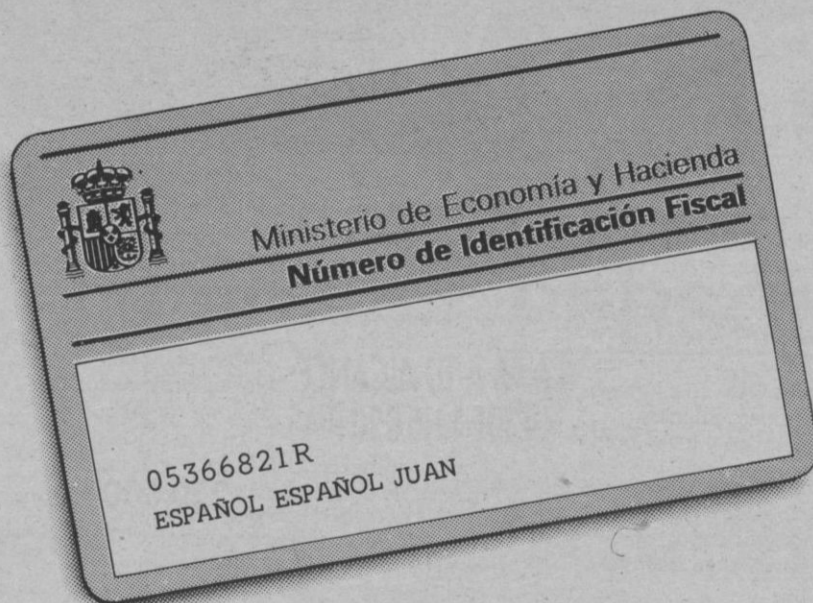 Ministerio de Economía y Hacienda
Número de Identificación Fiscal
05366821R
ESPAÑOL ESPAÑOL JUAN